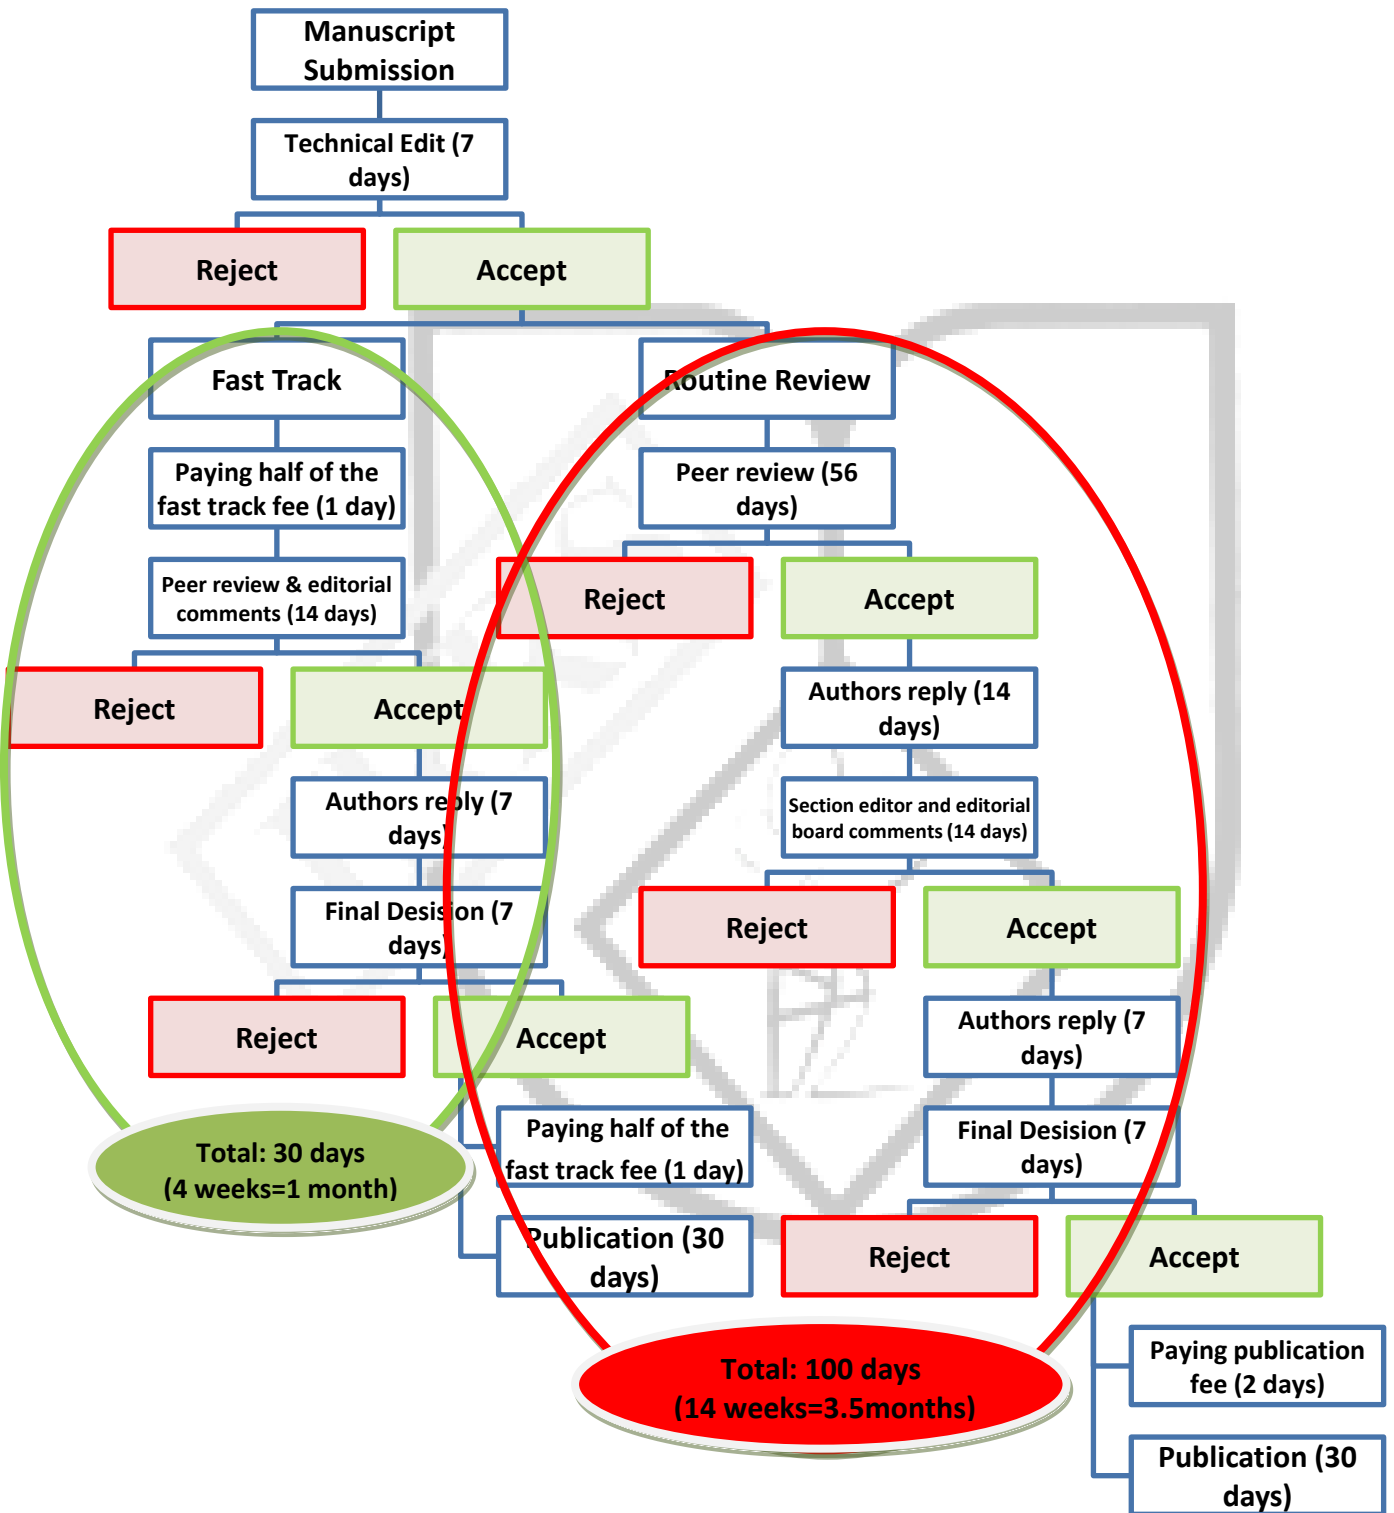 Manuscript
Submission
Technical Edit (7
days)
Reject
Accept
Fast Track
Routine Review
Paying half of the
fast track fee (1 day)
Peer review (56
days)
Peer review & editorial
comments (14 days)
Reject
Accept
Reject
Accept
Authors reply (14
days)
Authors reply (7
days)
Section editor and editorial
board comments (14 days)
Final Desision (7
days)
Reject
Accept
Reject
Accept
Authors reply (7
days)
Paying half of the
fast track fee (1 day)
Final Desision (7
days)
Total: 30 days
(4 weeks=1 month)
Publication (30
days)
Reject
Accept
Total: 100 days
(14 weeks=3.5months)
Paying publication
fee (2 days)
Publication (30
days)